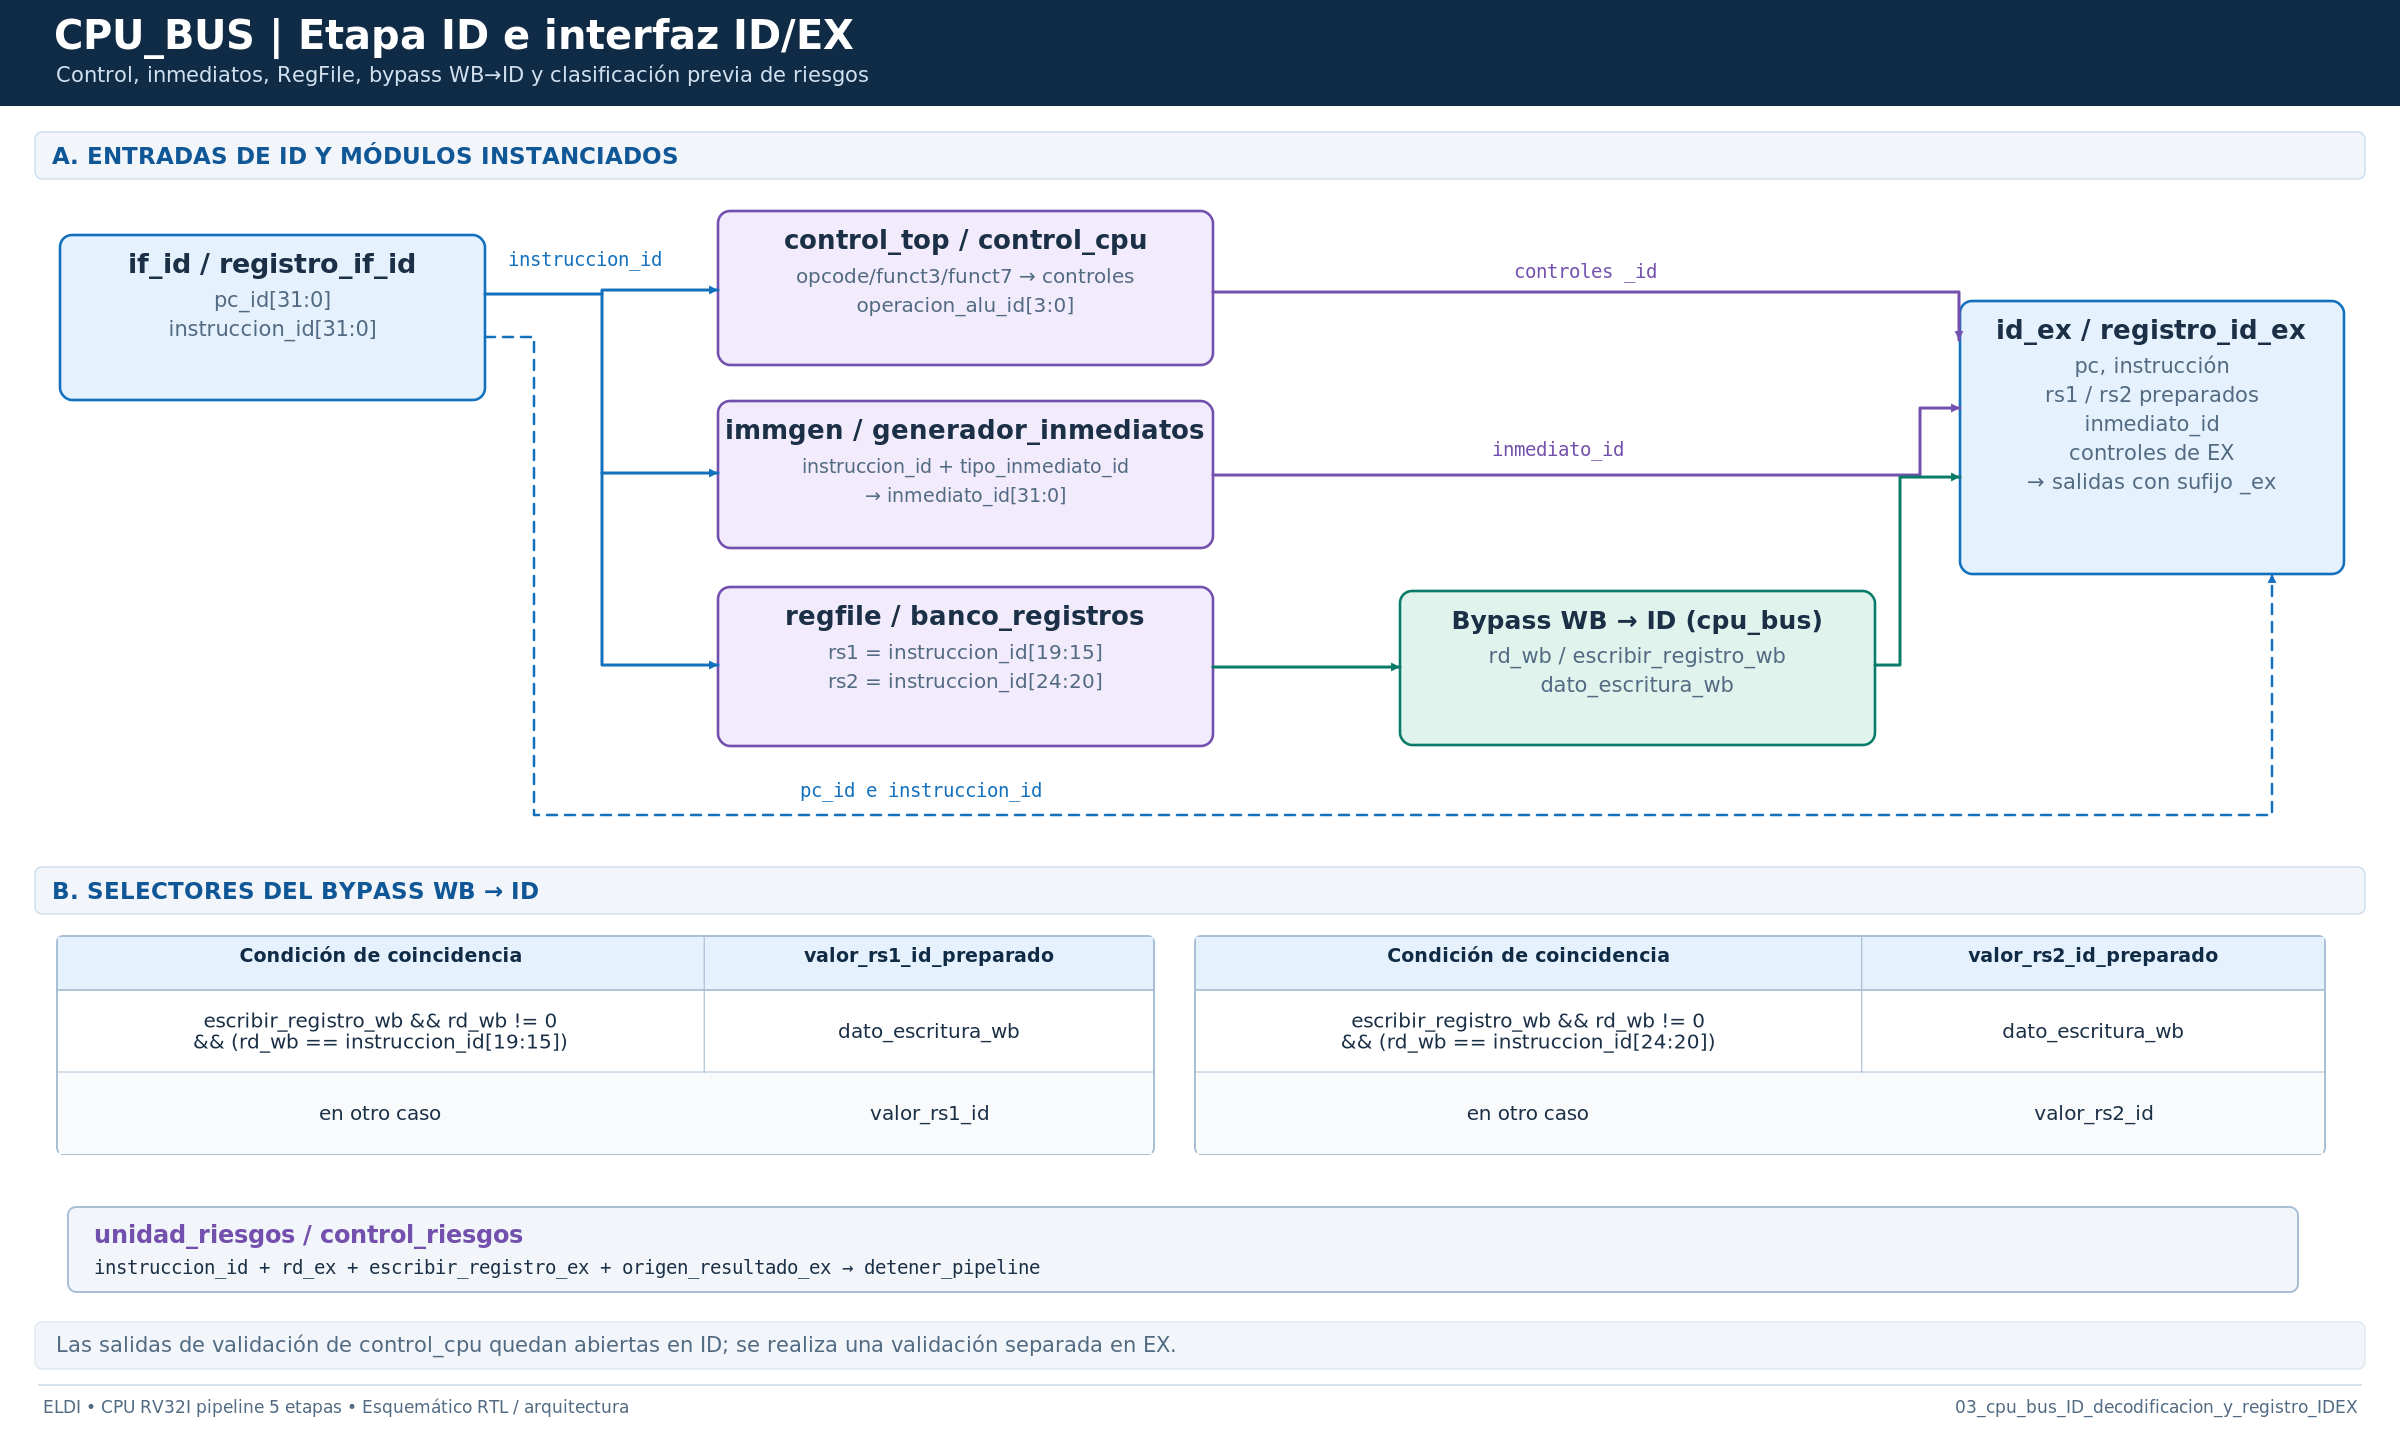 CPU_BUS | Etapa ID e interfaz ID/EX
Control, inmediatos, RegFile, bypass WB→ID y clasificación previa de riesgos
A. ENTRADAS DE ID Y MÓDULOS INSTANCIADOS
if_id / registro_if_id
pc_id[31:0]
instruccion_id[31:0]
instruccion_id
control_top / control_cpu
opcode/funct3/funct7 → controles
operacion_alu_id[3:0]
controles _id
immgen / generador_inmediatos
instruccion_id + tipo_inmediato_id
→ inmediato_id[31:0]
inmediato_id
id_ex / registro_id_ex
pc, instrucción
rs1 / rs2 preparados
inmediato_id
controles de EX
→ salidas con sufijo _ex
regfile / banco_registros
rs1 = instruccion_id[19:15]
rs2 = instruccion_id[24:20]
Bypass WB → ID (cpu_bus)
rd_wb / escribir_registro_wb
dato_escritura_wb
pc_id e instruccion_id
B. SELECTORES DEL BYPASS WB → ID
Condición de coincidencia
valor_rs1_id_preparado
escribir_registro_wb && rd_wb != 0
&& (rd_wb == instruccion_id[19:15])
dato_escritura_wb
en otro caso
valor_rs1_id
Condición de coincidencia
valor_rs2_id_preparado
escribir_registro_wb && rd_wb != 0
&& (rd_wb == instruccion_id[24:20])
dato_escritura_wb
en otro caso
valor_rs2_id
unidad_riesgos / control_riesgos
instruccion_id + rd_ex + escribir_registro_ex + origen_resultado_ex → detener_pipeline
Las salidas de validación de control_cpu quedan abiertas en ID; se realiza una validación separada en EX.
ELDI • CPU RV32I pipeline 5 etapas • Esquemático RTL / arquitectura
03_cpu_bus_ID_decodificacion_y_registro_IDEX